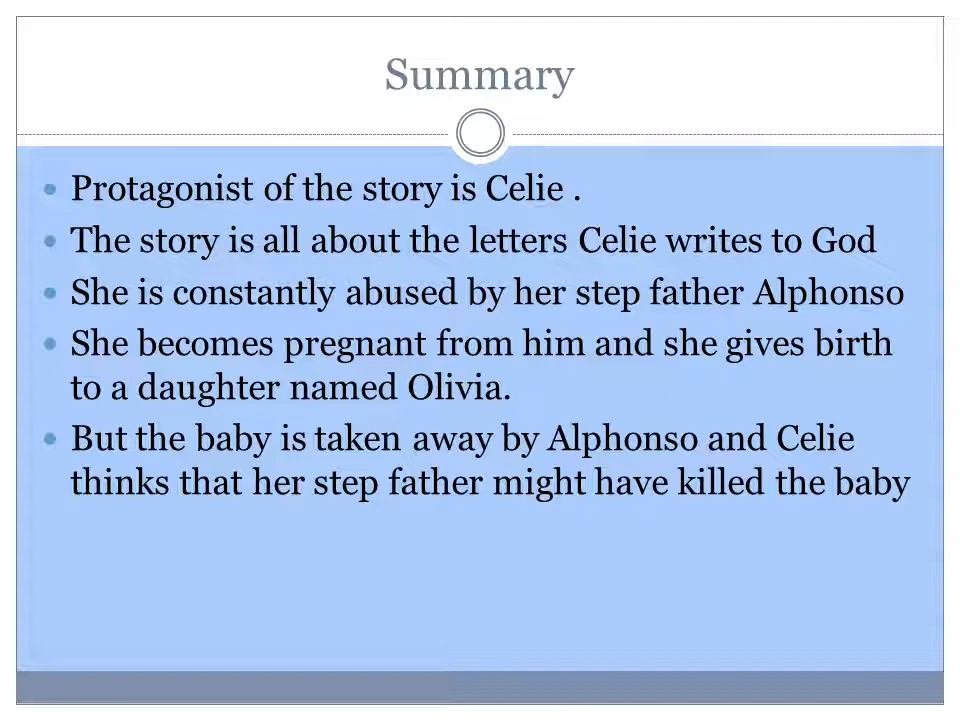 Summary
Protagonist of the story is Celie .
The story is all about the letters Celie writes to God
She is constantly abused by her step father Alphonso
She becomes pregnant from him and she gives birth
to a daughter named Olivia.
But the baby is taken away by Alphonso and Celie
thinks that her step father might have killed the baby